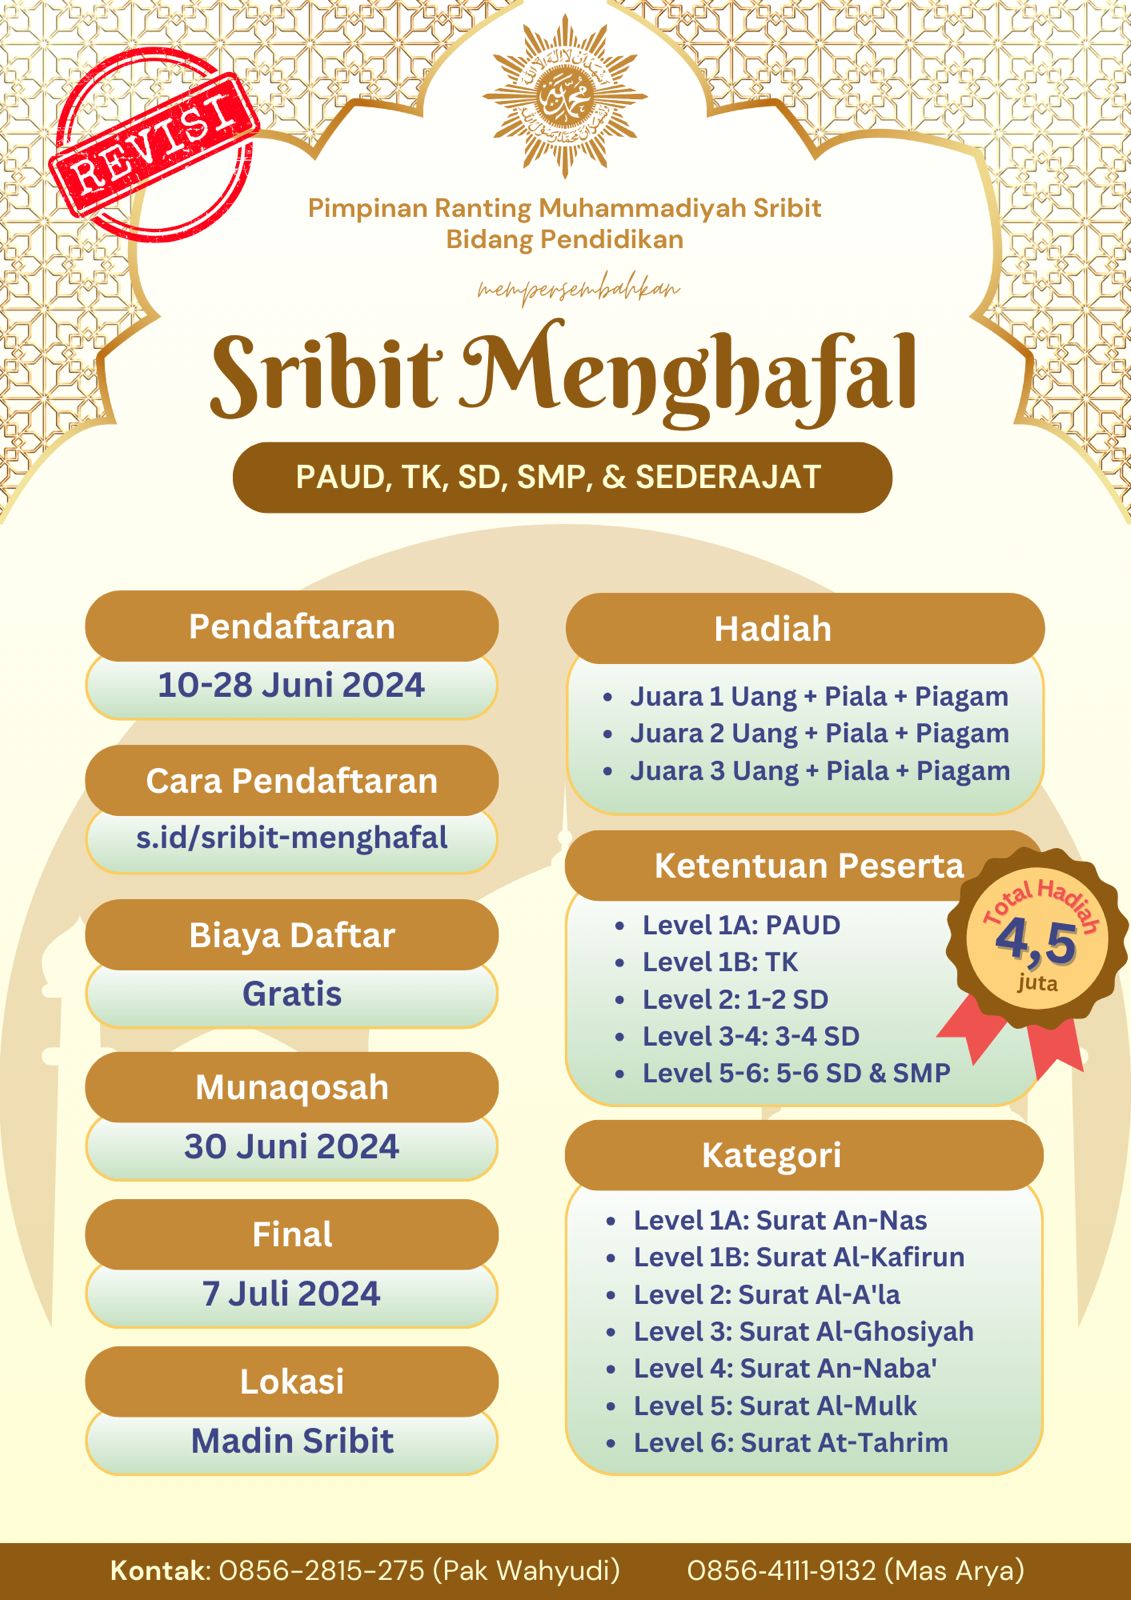 REVISI
Pimpinan Ranting Muhammadiyah Sribit
Bidang Pendidikan
mempersembahkan
Sribit Menghafal
PAUD, TK, SD, SMP, & SEDERAJAT
Pendaftaran
10-28 Juni 2024
Cara Pendaftaran
s.id/sribit-menghafal
Biaya Daftar
Gratis
Munaqosah
30 Juni 2024
Final
7 Juli 2024
Lokasi
Madin Sribit
Hadiah
• Juara 1 Uang + Piala + Piagam
• Juara 2 Uang + Piala + Piagam
• Juara 3 Uang + Piala + Piagam
Ketentuan Peserta
• Level 1A: PAUD
• Level 1B: TK
• Level 2: 1-2 SD
• Level 3-4: 3-4 SD
• Level 5-6: 5-6 SD & SMP
Total Hadiah
4,5
juta
Kategori
• Level 1A: Surat An-Nas
• Level 1B: Surat Al-Kafirun
• Level 2: Surat Al-A'la
• Level 3: Surat Al-Ghosiyah
• Level 4: Surat An-Naba'
• Level 5: Surat Al-Mulk
• Level 6: Surat At-Tahrim
Kontak: 0856-2815-275 (Pak Wahyudi) 0856-4111-9132 (Mas Arya)